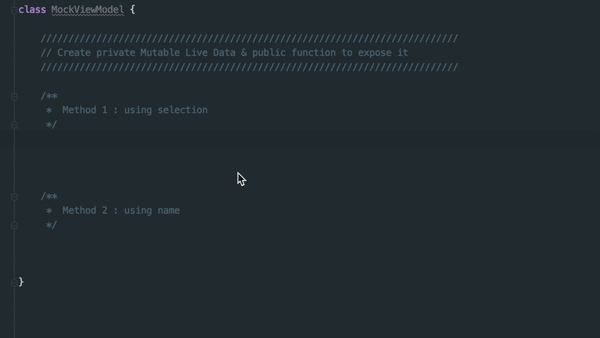 class MockViewModel {
//////////////////////////////////////////////////////////////////////////
// Create private Mutable Live Data & public function to expose it
//////////////////////////////////////////////////////////////////////////
/**
* Method 1 : using selection
*/
/**
* Method 2 : using name
*/
}